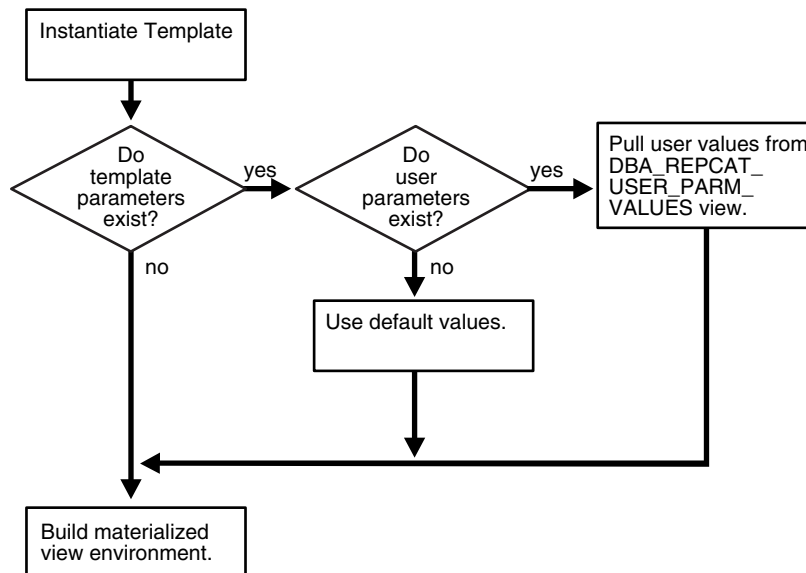 Instantiate Template
Do
template
parameters
exist?
yes
Do
user
parameters
exist?
yes
Pull user values from
DBA_REPCAT_
USER_PARM_
VALUES view.
no
no
Use default values.
Build materialized
view environment.